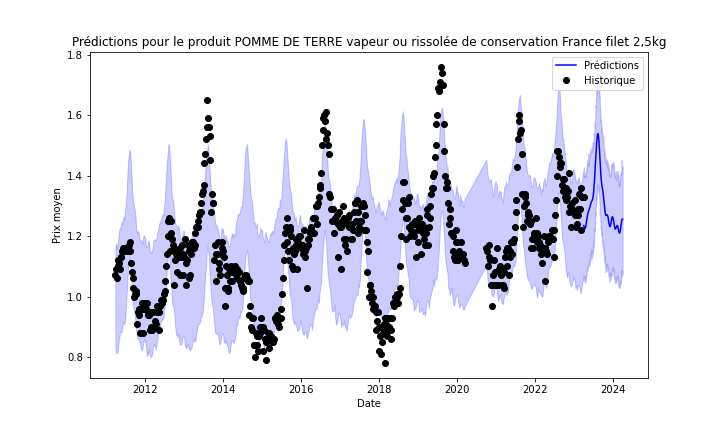 Prédictions pour le produit POMME DE TERRE vapeur ou rissolée de conservation France filet 2,5kg
Prédictions
Historique
Prix moyen
1.8
1.6
1.4
1.2
1.0
0.8
2012
2014
2016
2018
2020
2022
2024
Date